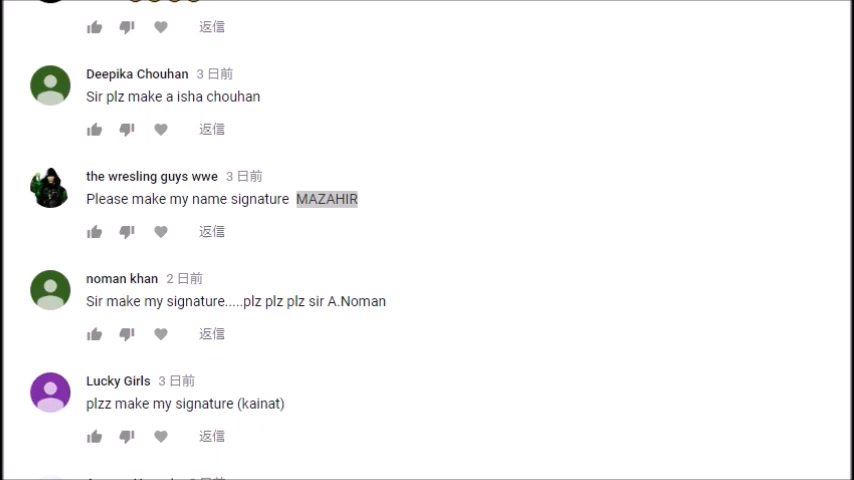 返信
Deepika Chouhan 3 日前
Sir plz make a isha chouhan
返信
the wresling guys wwe 3 日前
Please make my name signature MAZAHIR
返信
noman khan 2 日前
Sir make my signature.....plz plz plz sir A.Noman
返信
Lucky Girls 3 日前
plzz make my signature (kainat)
返信